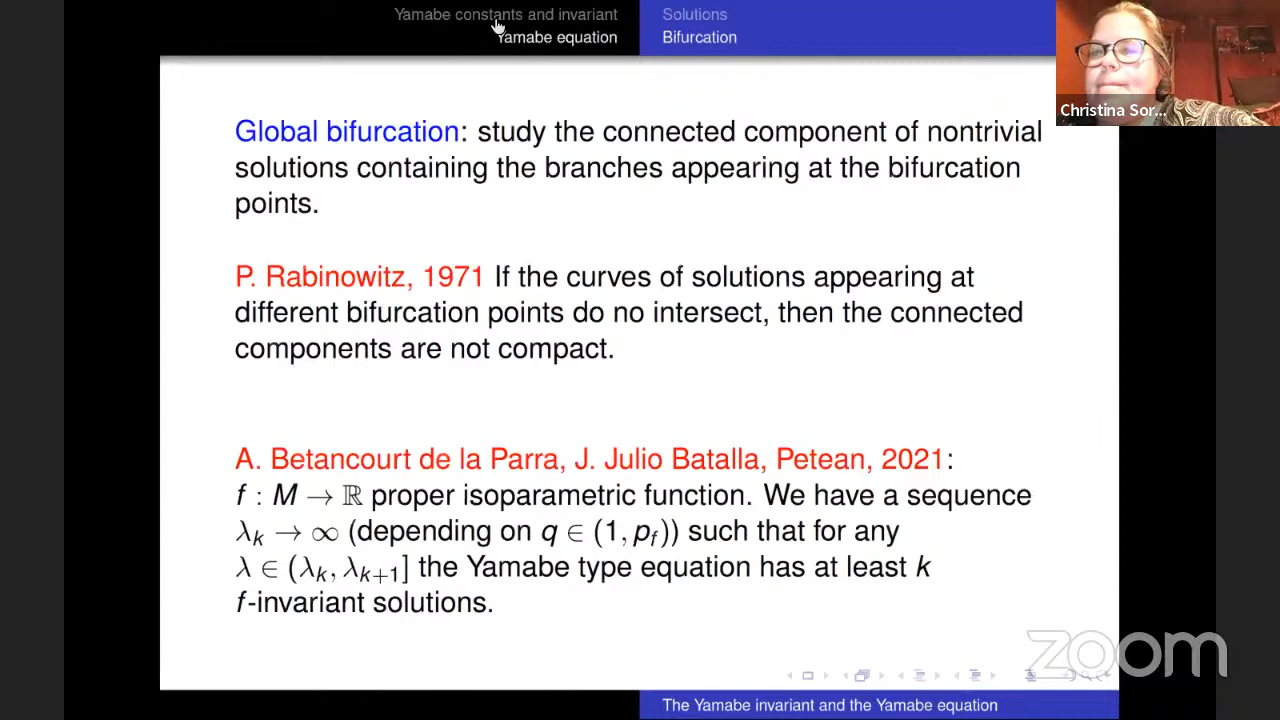 Yamabe constants and invariant
Yamabe equation
Solutions
Bifurcation
Christina Sor...
Global bifurcation: study the connected component of nontrivial
solutions containing the branches appearing at the bifurcation
points.
P. Rabinowitz, 1971 If the curves of solutions appearing at
different bifurcation points do no intersect, then the connected
components are not compact.
A. Betancourt de la Parra, J. Julio Batalla, Petean, 2021:
f : M → ℝ proper isoparametric function. We have a sequence
λₖ → ∞ (depending on q ∈ (1, p_f)) such that for any
λ ∈ (λₖ, λₖ₊₁] the Yamabe type equation has at least k
f-invariant solutions.
zoom
The Yamabe invariant and the Yamabe equation